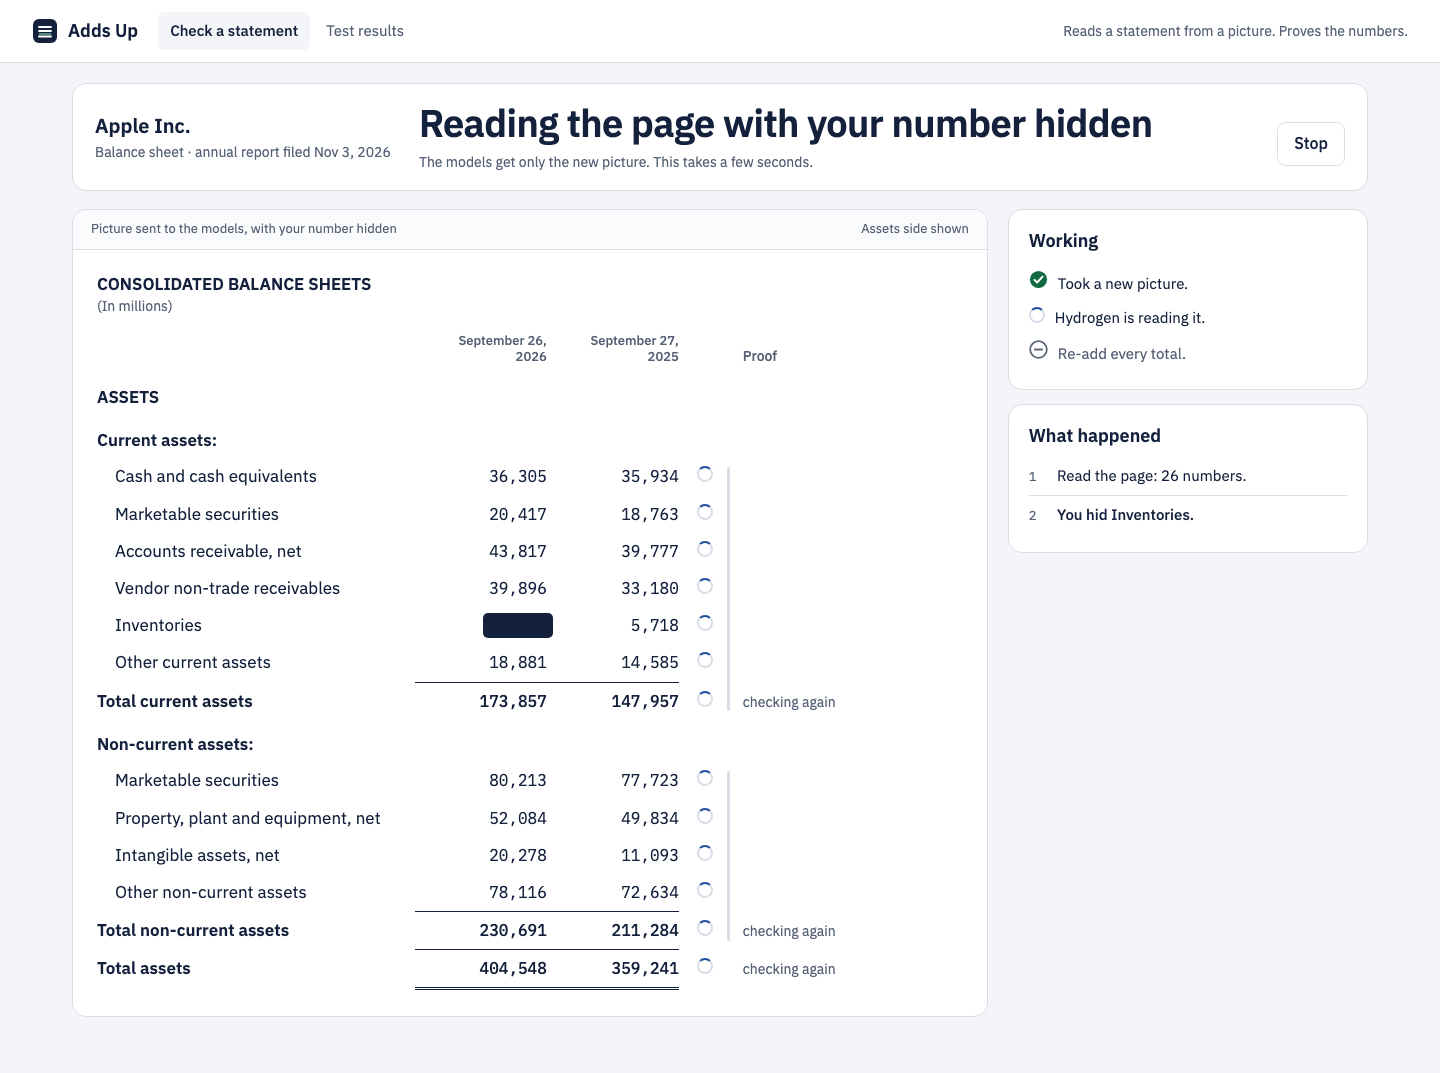 Adds Up
Check a statement
Test results
Reads a statement from a picture. Proves the numbers.
Apple Inc.
Balance sheet · annual report filed Nov 3, 2026
Reading the page with your number hidden
The models get only the new picture. This takes a few seconds.
Stop
Picture sent to the models, with your number hidden
Assets side shown
CONSOLIDATED BALANCE SHEETS
(In millions)
September 26, September 27,
2026 2025 Proof
ASSETS
Current assets:
Cash and cash equivalents 36,305 35,934
Marketable securities 20,417 18,763
Accounts receivable, net 43,817 39,777
Vendor non-trade receivables 39,896 33,180
Inventories 5,718
Other current assets 18,881 14,585
Total current assets 173,857 147,957 checking again
Non-current assets:
Marketable securities 80,213 77,723
Property, plant and equipment, net 52,084 49,834
Intangible assets, net 20,278 11,093
Other non-current assets 78,116 72,634
Total non-current assets 230,691 211,284 checking again
Total assets 404,548 359,241 checking again
Working
Took a new picture.
Hydrogen is reading it.
Re-add every total.
What happened
1 Read the page: 26 numbers.
2 You hid Inventories.